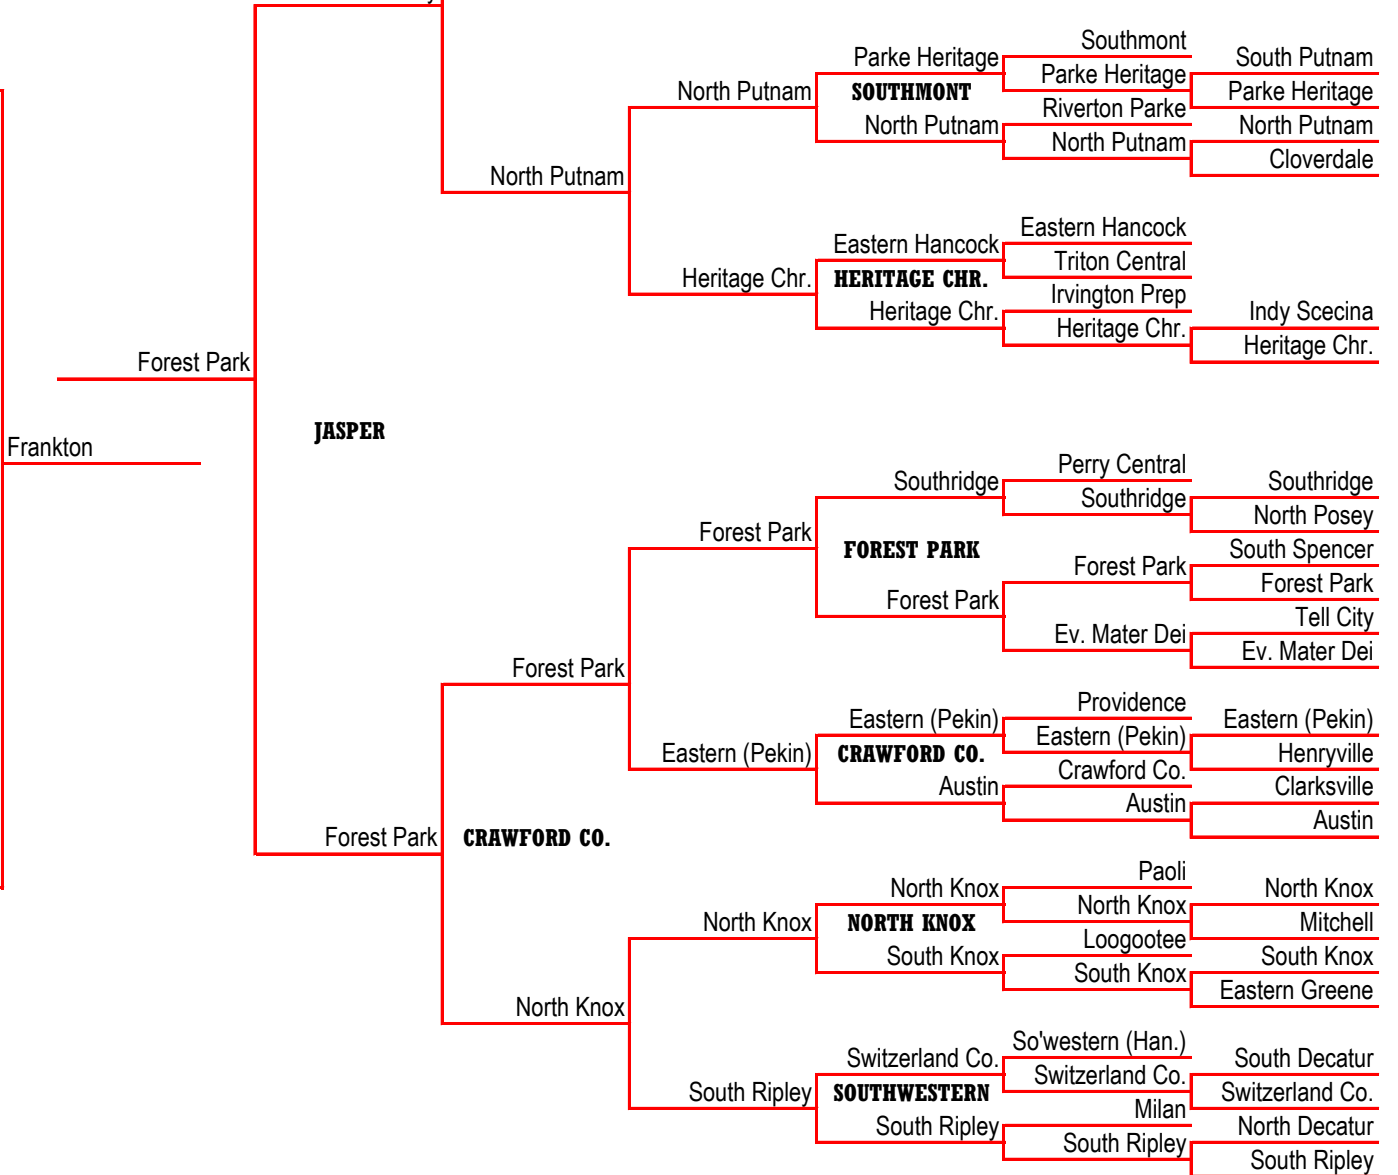 Southmont
Parke Heritage
South Putnam
Parke Heritage
North Putnam
SOUTHMONT
Parke Heritage
Riverton Parke
North Putnam
North Putnam
North Putnam
Cloverdale
North Putnam
Eastern Hancock
Eastern Hancock
Triton Central
Heritage Chr.
HERITAGE CHR.
Irvington Prep
Heritage Chr.
Indy Scecina
Heritage Chr.
Heritage Chr.
Forest Park
JASPER
Frankton
Perry Central
Southridge
Southridge
Southridge
North Posey
Forest Park
FOREST PARK
South Spencer
Forest Park
Forest Park
Forest Park
Tell City
Ev. Mater Dei
Ev. Mater Dei
Forest Park
Providence
Eastern (Pekin)
Eastern (Pekin)
Eastern (Pekin)
Eastern (Pekin)
CRAWFORD CO.
Henryville
Crawford Co.
Austin
Clarksville
Austin
Austin
Forest Park
CRAWFORD CO.
Paoli
North Knox
North Knox
North Knox
North Knox
NORTH KNOX
Mitchell
Loogootee
South Knox
South Knox
South Knox
Eastern Greene
North Knox
So'western (Han.)
Switzerland Co.
South Decatur
Switzerland Co.
South Ripley
SOUTHWESTERN
Switzerland Co.
Milan
South Ripley
North Decatur
South Ripley
South Ripley